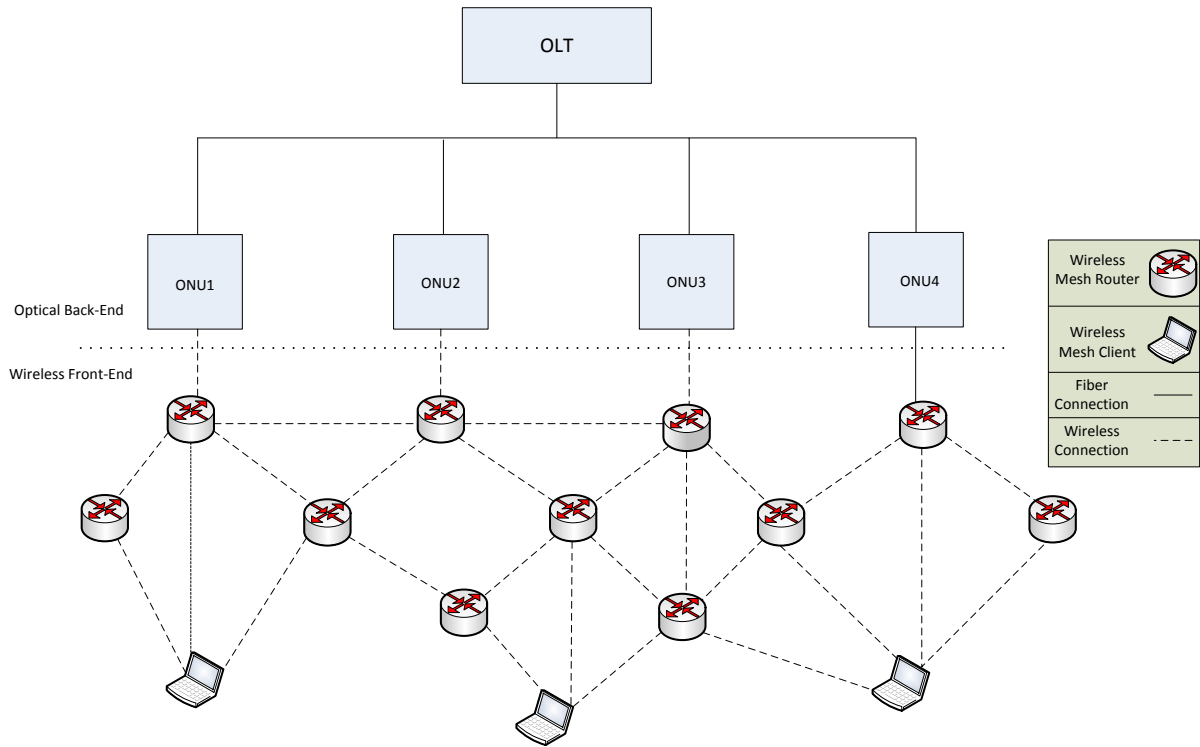 OLT
ONU1
ONU2
ONU3
ONU4
Optical Back-End
Wireless Front-End
Wireless
Mesh Router
Wireless
Mesh Client
Fiber
Connection
Wireless
Connection